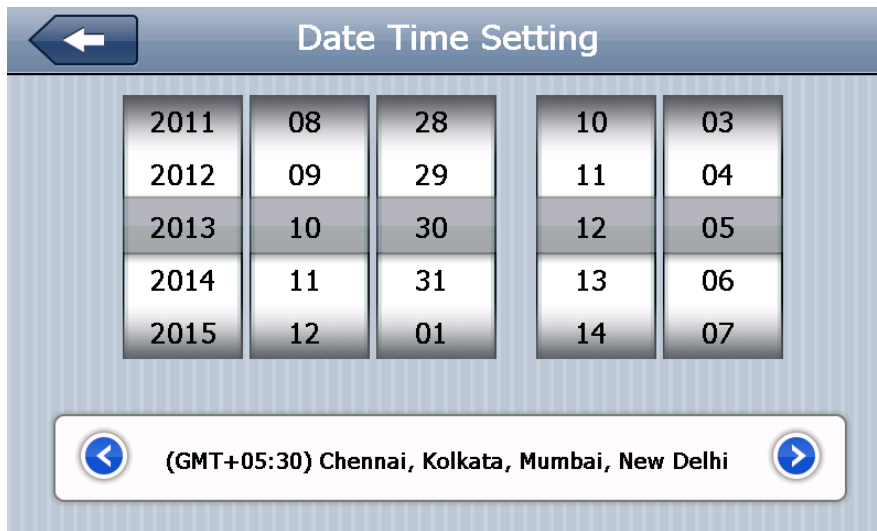 Date Time Setting
2011 08 28 10 03
2012 09 29 11 04
2013 10 30 12 05
2014 11 31 13 06
2015 12 01 14 07
(GMT+05:30) Chennai, Kolkata, Mumbai, New Delhi